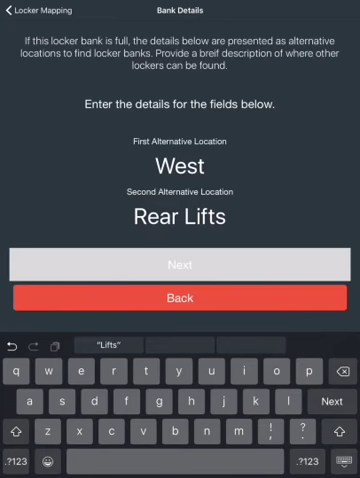 Locker Mapping
Bank Details
If this locker bank is full, the details below are presented as alternative
locations to find locker banks. Provide a breif description of where other
lockers can be found.
Enter the details for the fields below.
First Alternative Location
West
Second Alternative Location
Rear Lifts
Next
Back
"Lifts"
q w e r t y u i o p
a s d f g h j k l Next
z x c v b n m ! , ? .
.?123 .?123